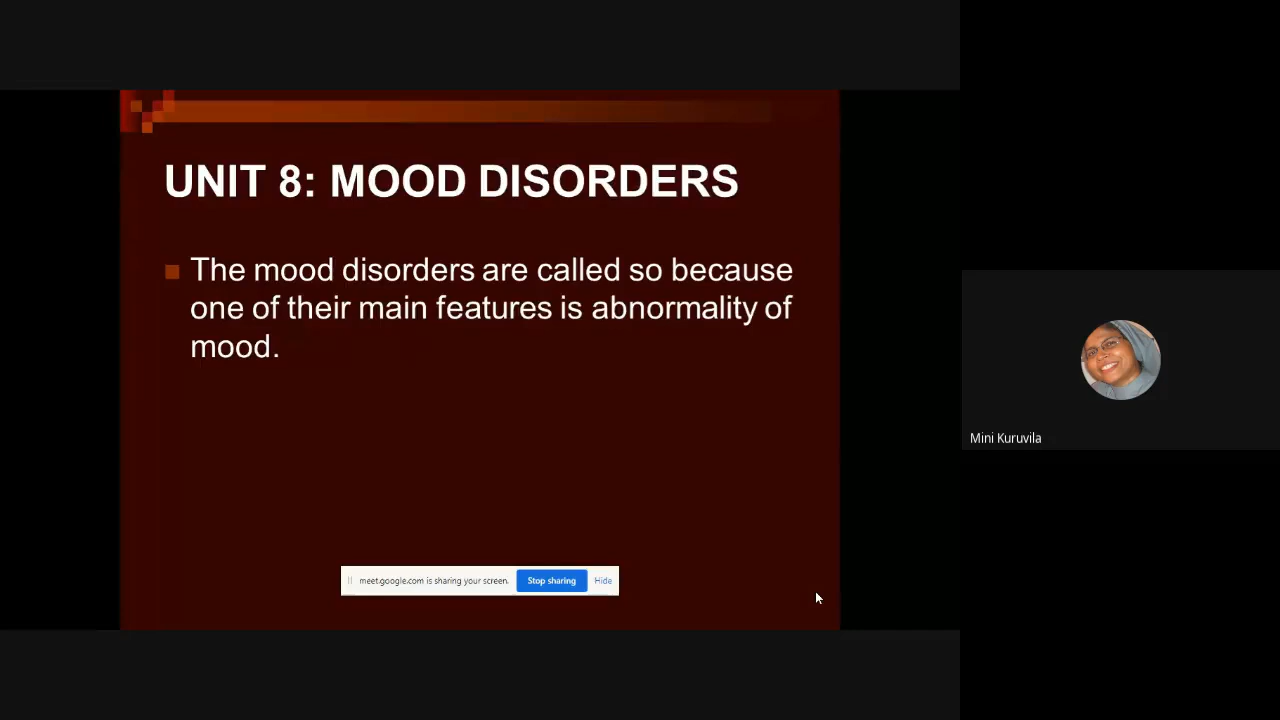 UNIT 8: MOOD DISORDERS
The mood disorders are called so because
one of their main features is abnormality of
mood.
meet.google.com is sharing your screen.
Stop sharing
Hide
Mini Kuruvila